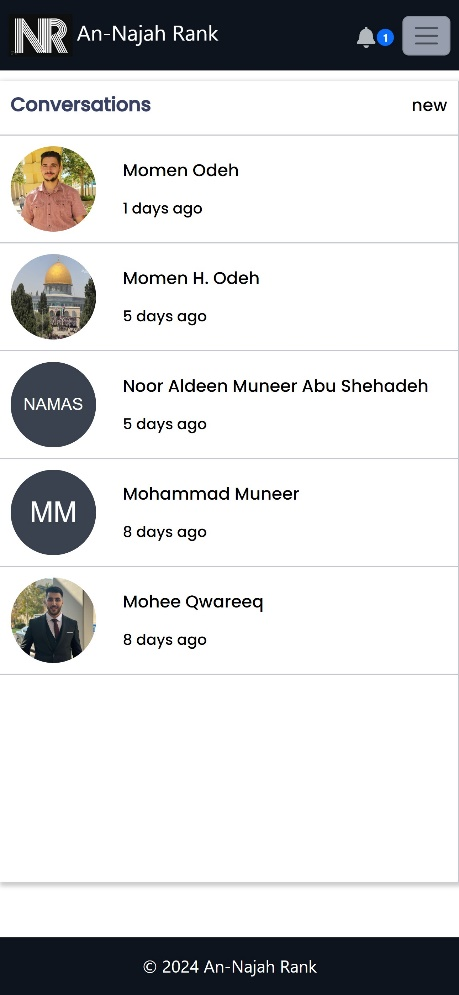 NR An-Najah Rank
1
Conversations new
Momen Odeh
1 days ago
Momen H. Odeh
5 days ago
NAMAS
Noor Aldeen Muneer Abu Shehadeh
5 days ago
MM
Mohammad Muneer
8 days ago
Mohee Qwareeq
8 days ago
© 2024 An-Najah Rank